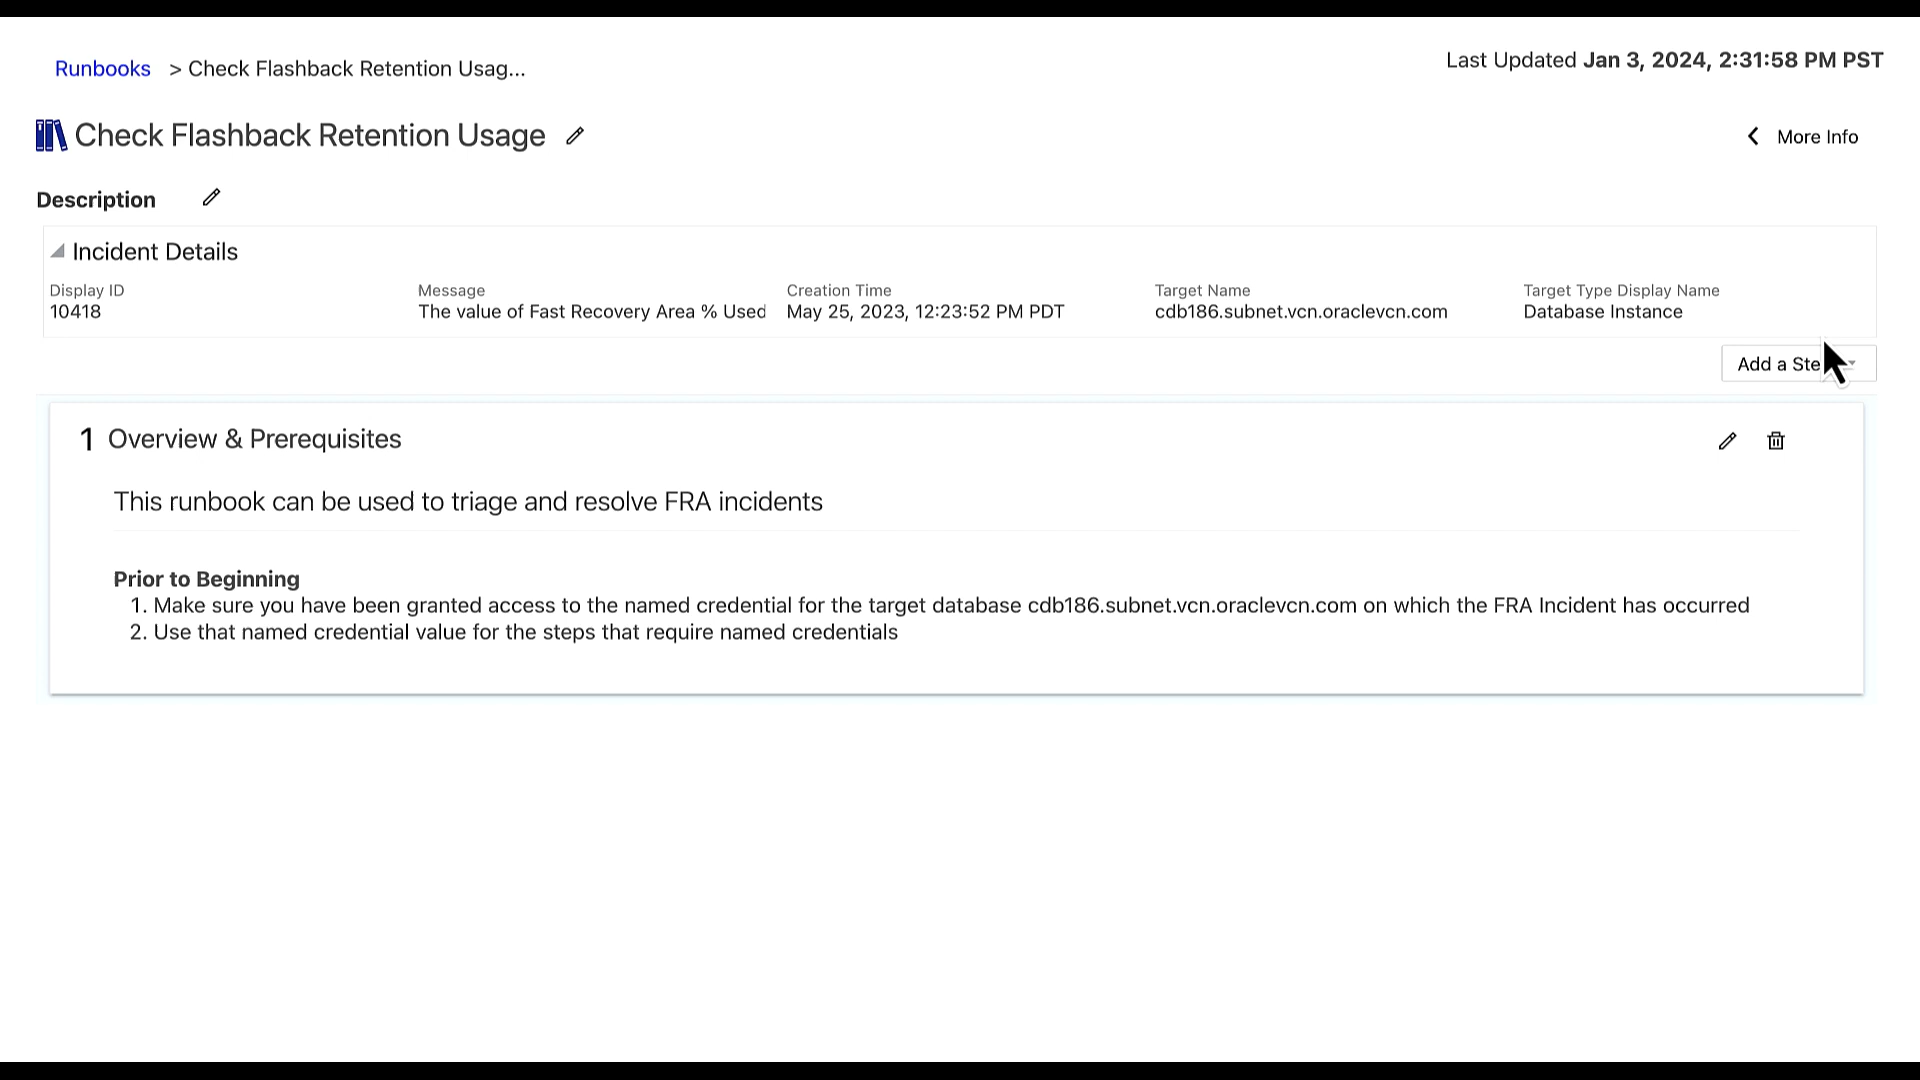 Last Updated Jan 3, 2024, 2:31:58 PM PST
Runbooks > Check Flashback Retention Usag...
Check Flashback Retention Usage
More Info
Description
Incident Details
Display ID Message Creation Time Target Name Target Type Display Name
10418 The value of Fast Recovery Area % Used May 25, 2023, 12:23:52 PM PDT cdb186.subnet.vcn.oraclevcn.com Database Instance
Add a Ste
1 Overview & Prerequisites
This runbook can be used to triage and resolve FRA incidents
Prior to Beginning
1. Make sure you have been granted access to the named credential for the target database cdb186.subnet.vcn.oraclevcn.com on which the FRA Incident has occurred
2. Use that named credential value for the steps that require named credentials